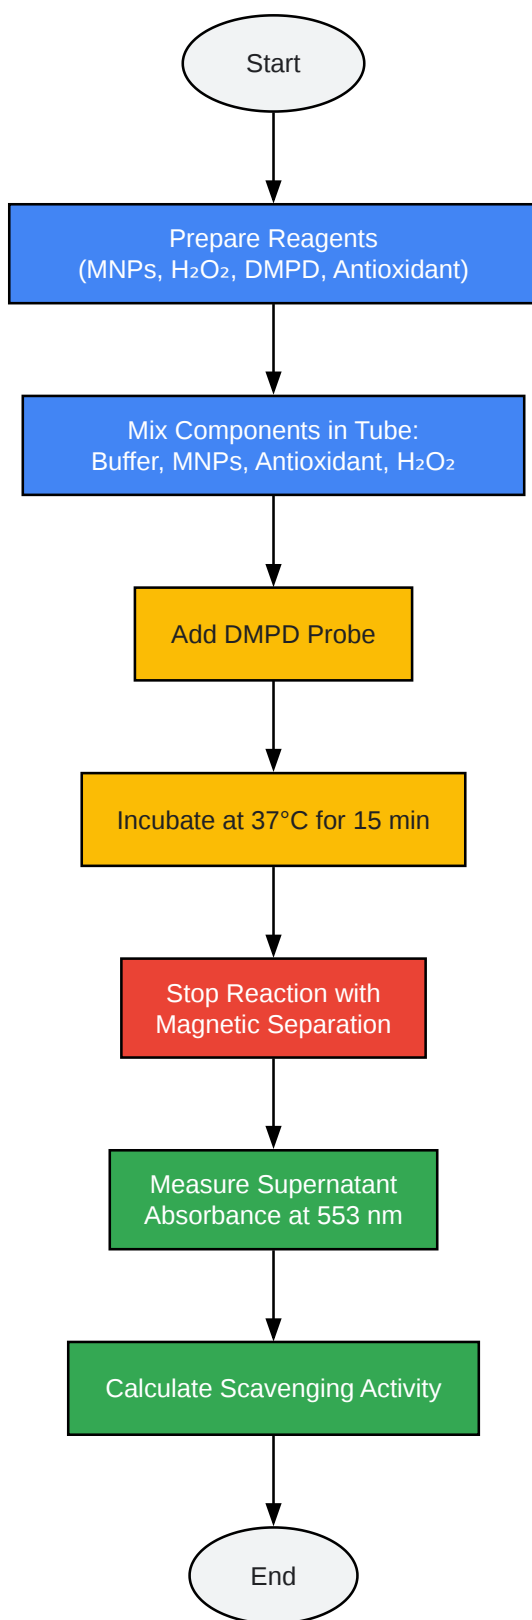 Start
Prepare Reagents
(MNPs, H₂O₂, DMPD, Antioxidant)
Mix Components in Tube:
Buffer, MNPs, Antioxidant, H₂O₂
Add DMPD Probe
Incubate at 37°C for 15 min
Stop Reaction with
Magnetic Separation
Measure Supernatant
Absorbance at 553 nm
Calculate Scavenging Activity
End